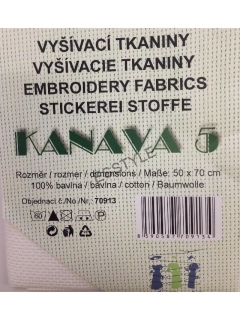 VYŠÍVACÍ TKANINY
VYŠÍVACIE TKANINY
EMBROIDERY FABRICS
STICKEREI STOFFE
KANAVA 5
Rozměr / rozmer / dimensions / Maße: 50 x 70 cm
100% bavlna / bavlna / cotton / Baumwolle
Objednací č./No./Nr. 70913
60